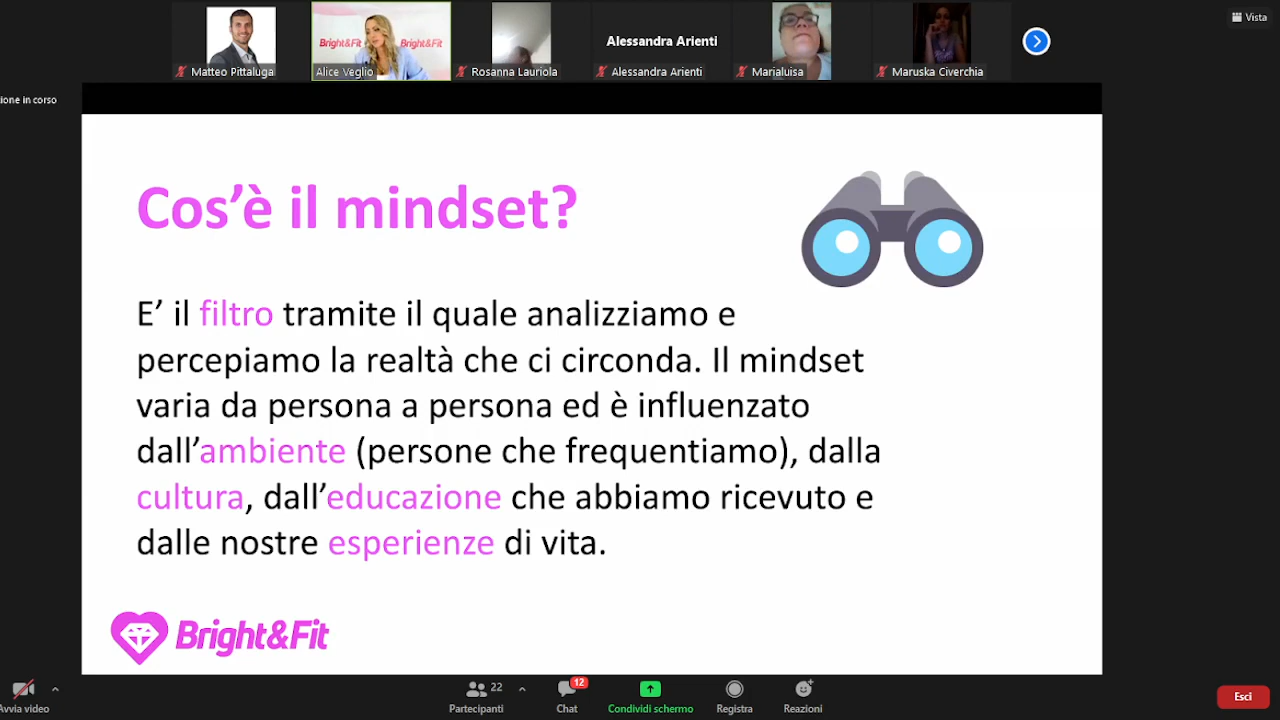 Vista
Bright&Fit
Bright&Fit
Alessandra Arienti
Matteo Pittaluga
Alice Veglio
Rosanna Lauriola
Alessandra Arienti
Marialuisa
Maruska Civerchia
ione in corso
Cos’è il mindset?
E’ il filtro tramite il quale analizziamo e
percepiamo la realtà che ci circonda. Il mindset
varia da persona a persona ed è influenzato
dall’ambiente (persone che frequentiamo), dalla
cultura, dall’educazione che abbiamo ricevuto e
dalle nostre esperienze di vita.
Bright&Fit
22
12
Avvia video
Partecipanti
Chat
Condividi schermo
Registra
Reazioni
Esci